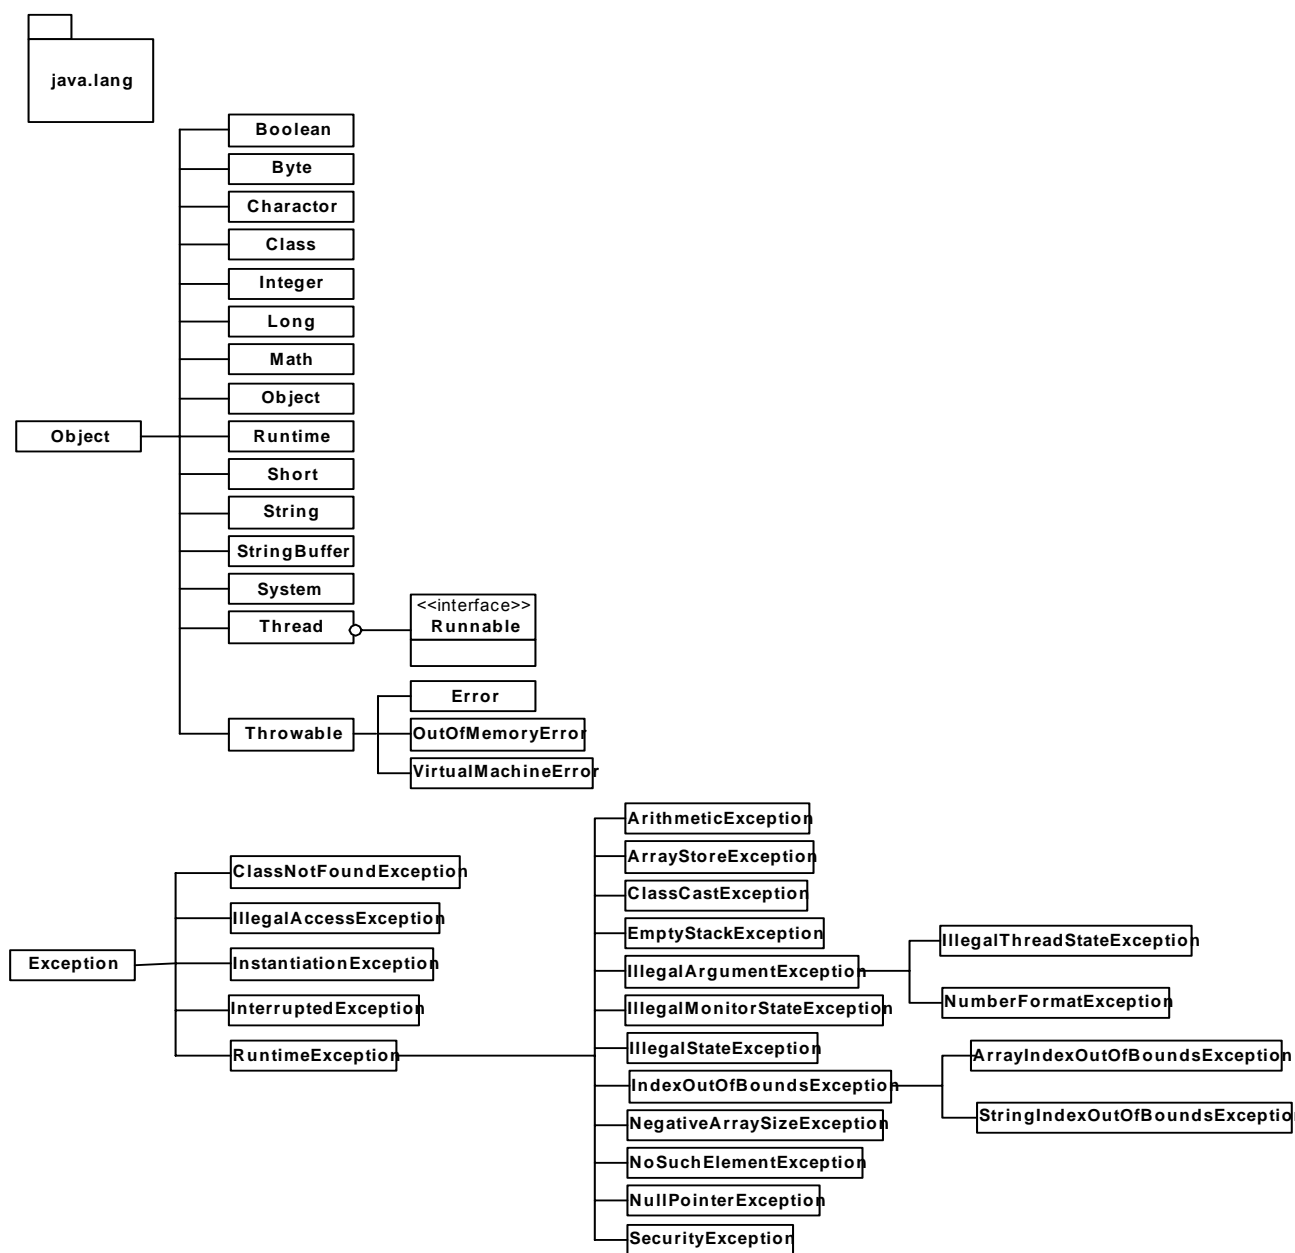 java.lang
Boolean
Byte
Charactor
Class
Integer
Long
Math
Object
Object
Runtime
Short
String
StringBuffer
System
<<interface>>
Thread
Runnable
Error
Throwable
OutOfMemoryError
VirtualMachineError
ArithmeticException
ArrayStoreException
ClassNotFoundException
ClassCastException
IllegalAccessException
EmptyStackException
IllegalThreadStateException
Exception
InstantiationException
IllegalArgumentException
InterruptedException
IllegalMonitorStateException
NumberFormatException
RuntimeException
IllegalStateException
ArrayIndexOutOfBoundsException
IndexOutOfBoundsException
StringIndexOutOfBoundsExceptio
NegativeArraySizeException
NoSuchElementException
NullPointerException
SecurityException